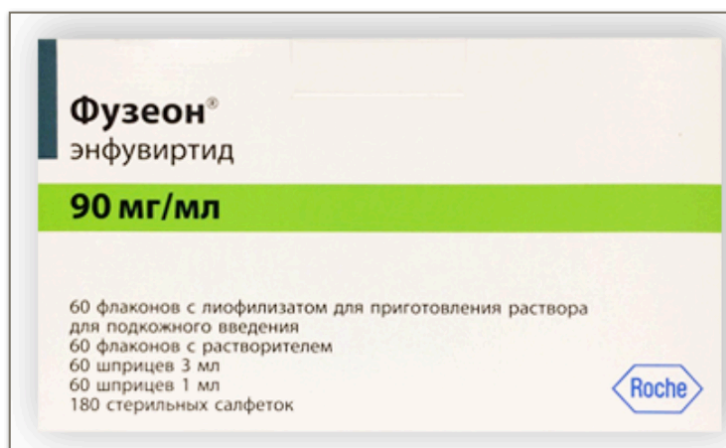 Фузеон®
энфувиртид
90 мг/мл
60 флаконов с лиофилизатом для приготовления раствора
для подкожного введения
60 флаконов с растворителем
60 шприцев 3 мл
60 шприцев 1 мл
180 стерильных салфеток
Roche